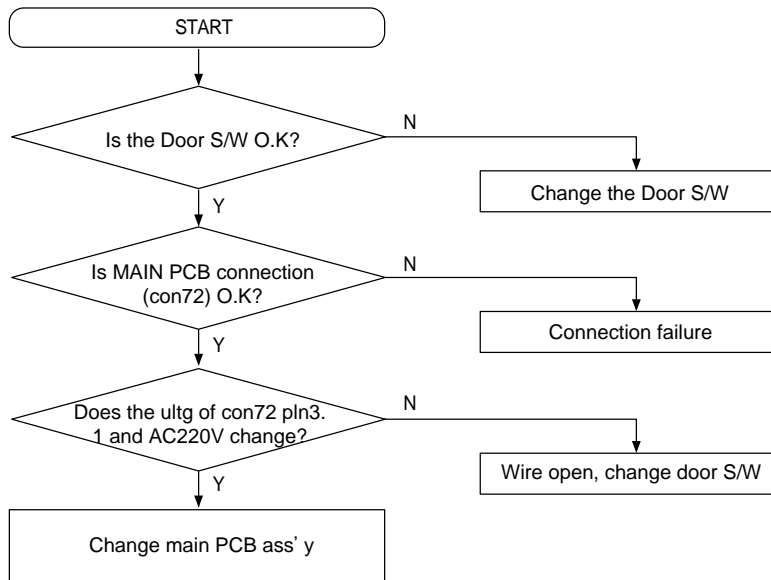 START
Is the Door S/W O.K?
N
Change the Door S/W
Y
Is MAIN PCB connection
(con72) O.K?
N
Connection failure
Y
Does the ultg of con72 pln3.
1 and AC220V change?
N
Wire open, change door S/W
Y
Change main PCB ass' y